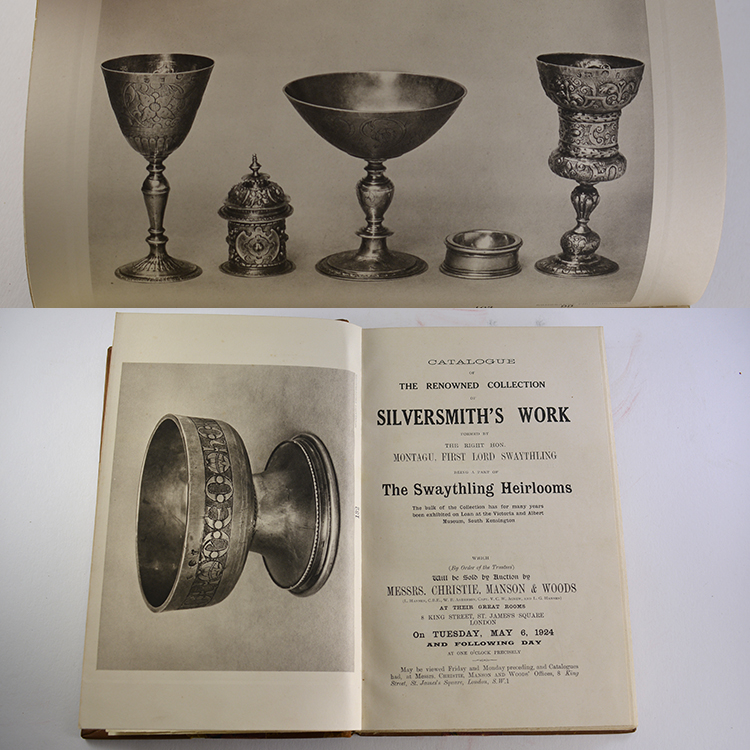 CATALOGUE
OF
THE RENOWNED COLLECTION
OF
SILVERSMITH'S WORK
FORMED BY
THE RIGHT HON.
MONTAGU, FIRST LORD SWAYTHLING
BEING A PART OF
The Swaythling Heirlooms
The bulk of the Collection has for many years
been exhibited on Loan at the Victoria and Albert
Museum, South Kensington
WHICH
(By Order of the Trustees)
Will be Sold by Auction by
MESSRS. CHRISTIE, MANSON & WOODS
AT THEIR GREAT ROOMS
8 KING STREET, ST. JAMES'S SQUARE
LONDON
On TUESDAY, MAY 6, 1924
AND FOLLOWING DAY
AT ONE O'CLOCK PRECISELY
May be viewed Friday and Monday preceding, and Catalogues
had, at Messrs. CHRISTIE, MANSON AND WOODS' Offices, 8 King
Street, St. James's Square, London, S.W.1